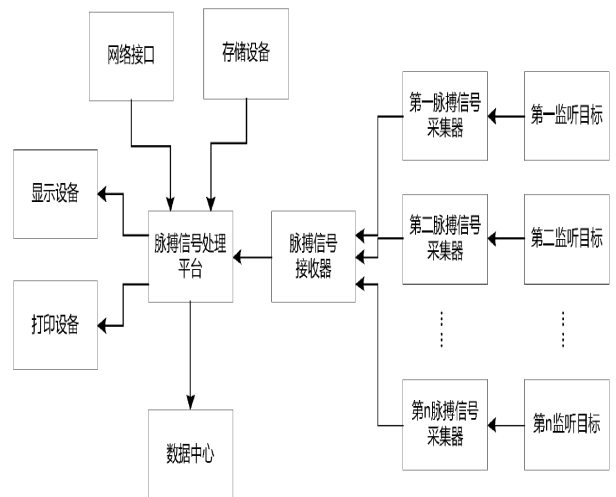 网络接口
存储设备
第一脉搏信号
采集器
第一监听目标
显示设备
脉搏信号处理
平台
脉搏信号
接收器
第二脉搏信号
采集器
第二监听目标
打印设备
第n脉搏信号
采集器
第n监听目标
数据中心